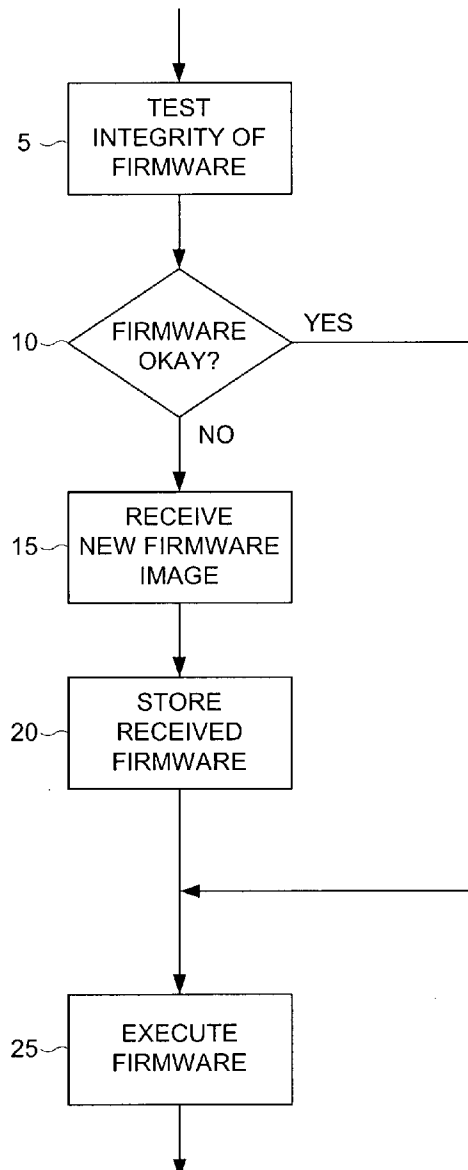 TEST
5 INTEGRITY OF
FIRMWARE
YES
10 FIRMWARE
OKAY?
NO
RECEIVE
15 NEW FIRMWARE
IMAGE
STORE
20 RECEIVED
FIRMWARE
25 EXECUTE
FIRMWARE